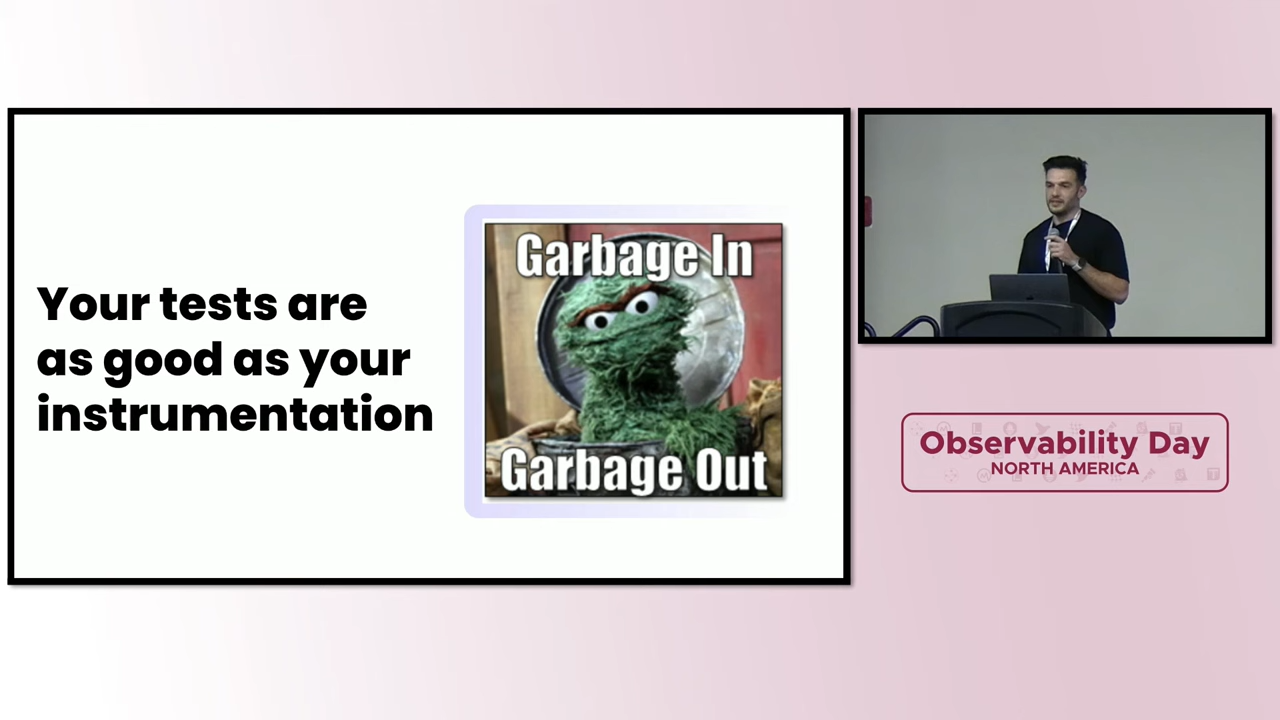 Your tests are
as good as your
instrumentation
Garbage In
Garbage Out
Observability Day
NORTH AMERICA